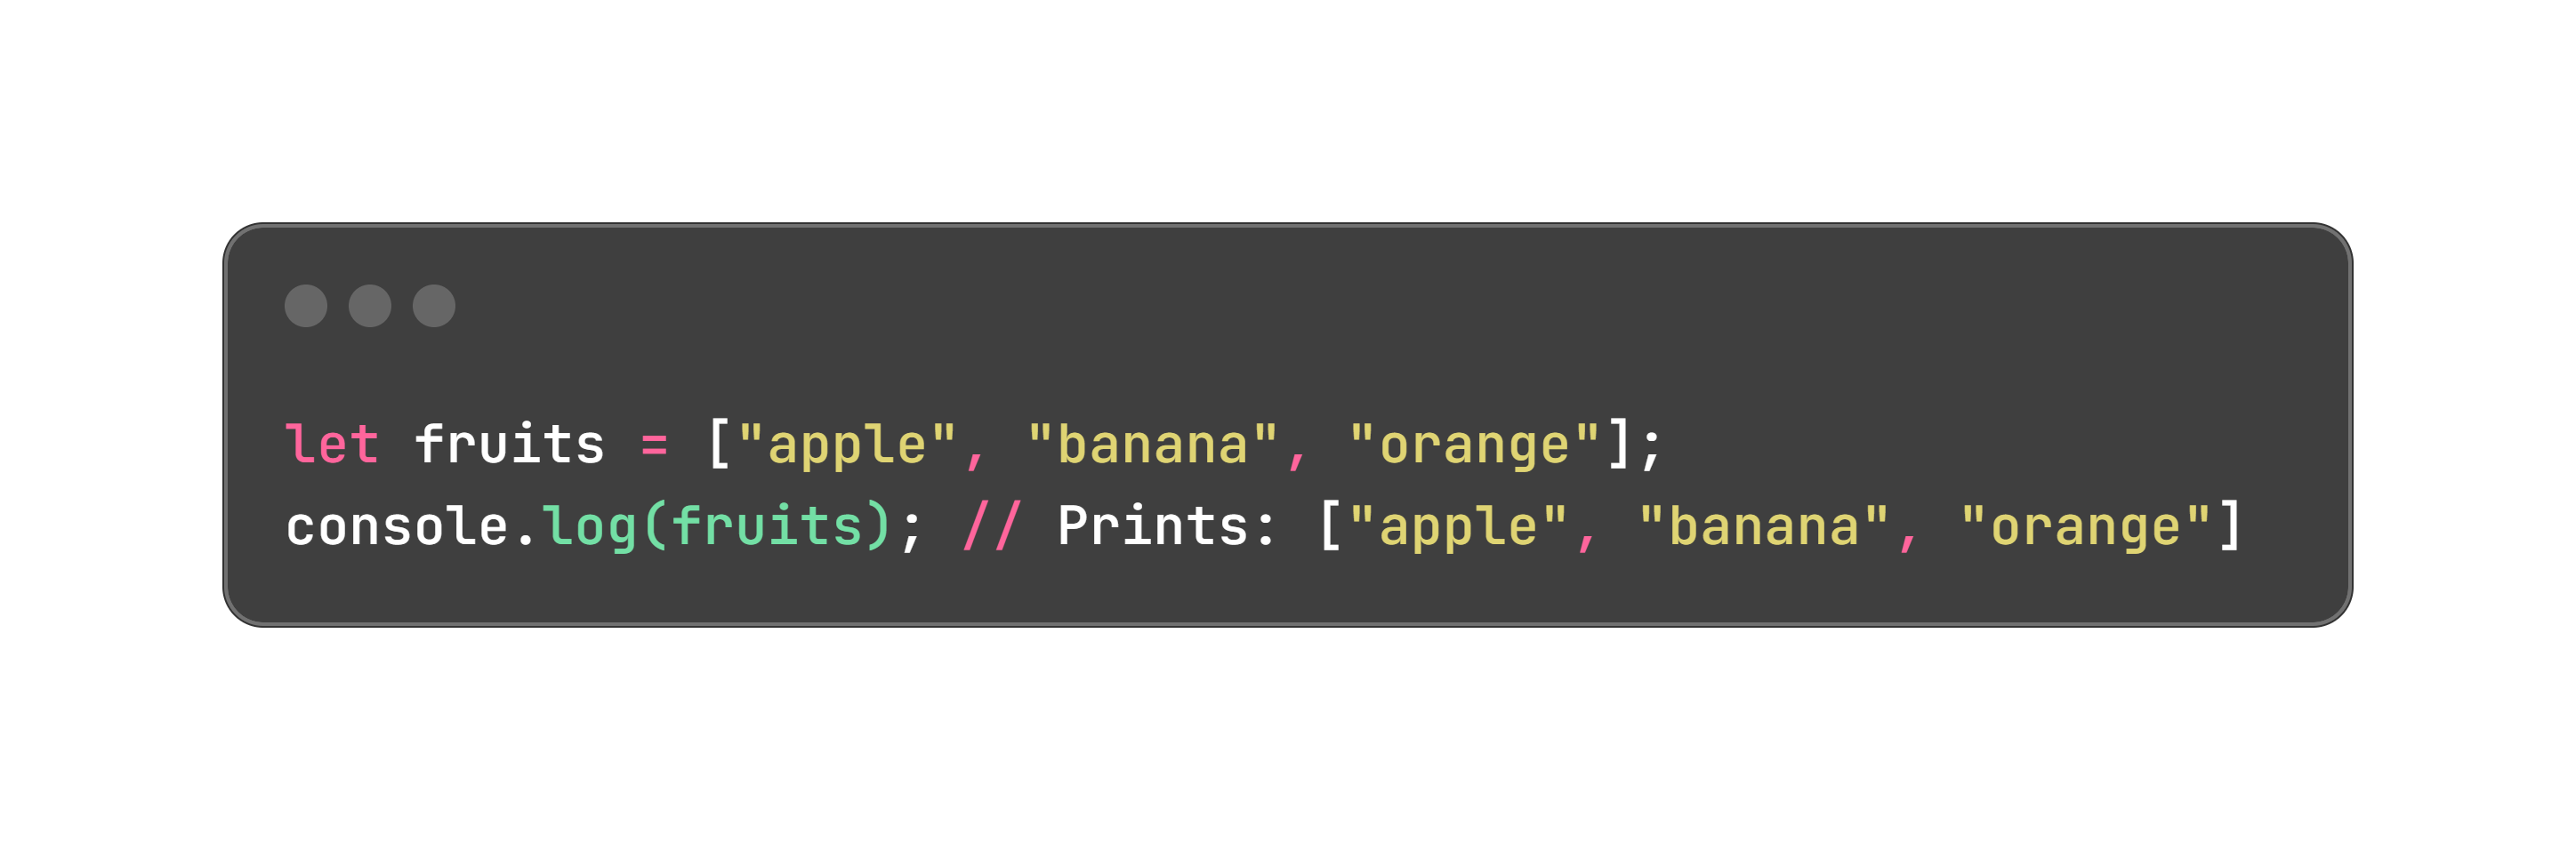 let fruits = ["apple", "banana", "orange"];
console.log(fruits); // Prints: ["apple", "banana", "orange"]